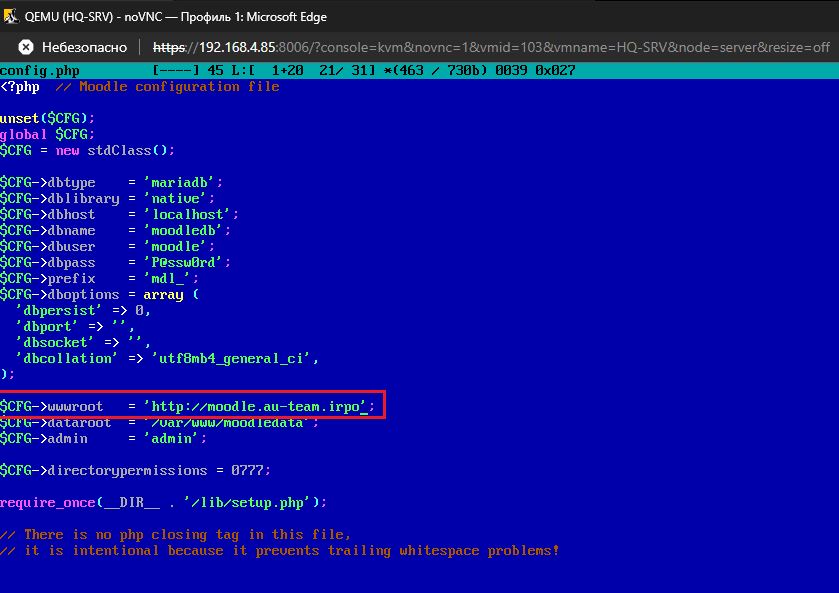 QEMU (HQ-SRV) - noVNC — Профиль 1: Microsoft Edge
Небезопасно | https://192.168.4.85:8006/?console=kvm&novnc=1&vmid=103&vmname=HQ-SRV&node=server&resize=off
config.php [----] 45 L:[ 1+20 21/ 31] *(463 / 730b) 0039 0x027
<?php // Moodle configuration file
unset($CFG);
global $CFG;
$CFG = new stdClass();
$CFG->dbtype = 'mariadb';
$CFG->dblibrary = 'native';
$CFG->dbhost = 'localhost';
$CFG->dbname = 'moodledb';
$CFG->dbuser = 'moodle';
$CFG->dbpass = 'P@ssw0rd';
$CFG->prefix = 'mdl_';
$CFG->dboptions = array (
'dbpersist' => 0,
'dbport' => '',
'dbsocket' => '',
'dbcollation' => 'utf8mb4_general_ci',
);
$CFG->wwwroot = 'http://moodle.au-team.irpo';
$CFG->dataroot = '/var/www/moodledata';
$CFG->admin = 'admin';
$CFG->directorypermissions = 0777;
require_once(__DIR__ . '/lib/setup.php');
// There is no php closing tag in this file,
// it is intentional because it prevents trailing whitespace problems!